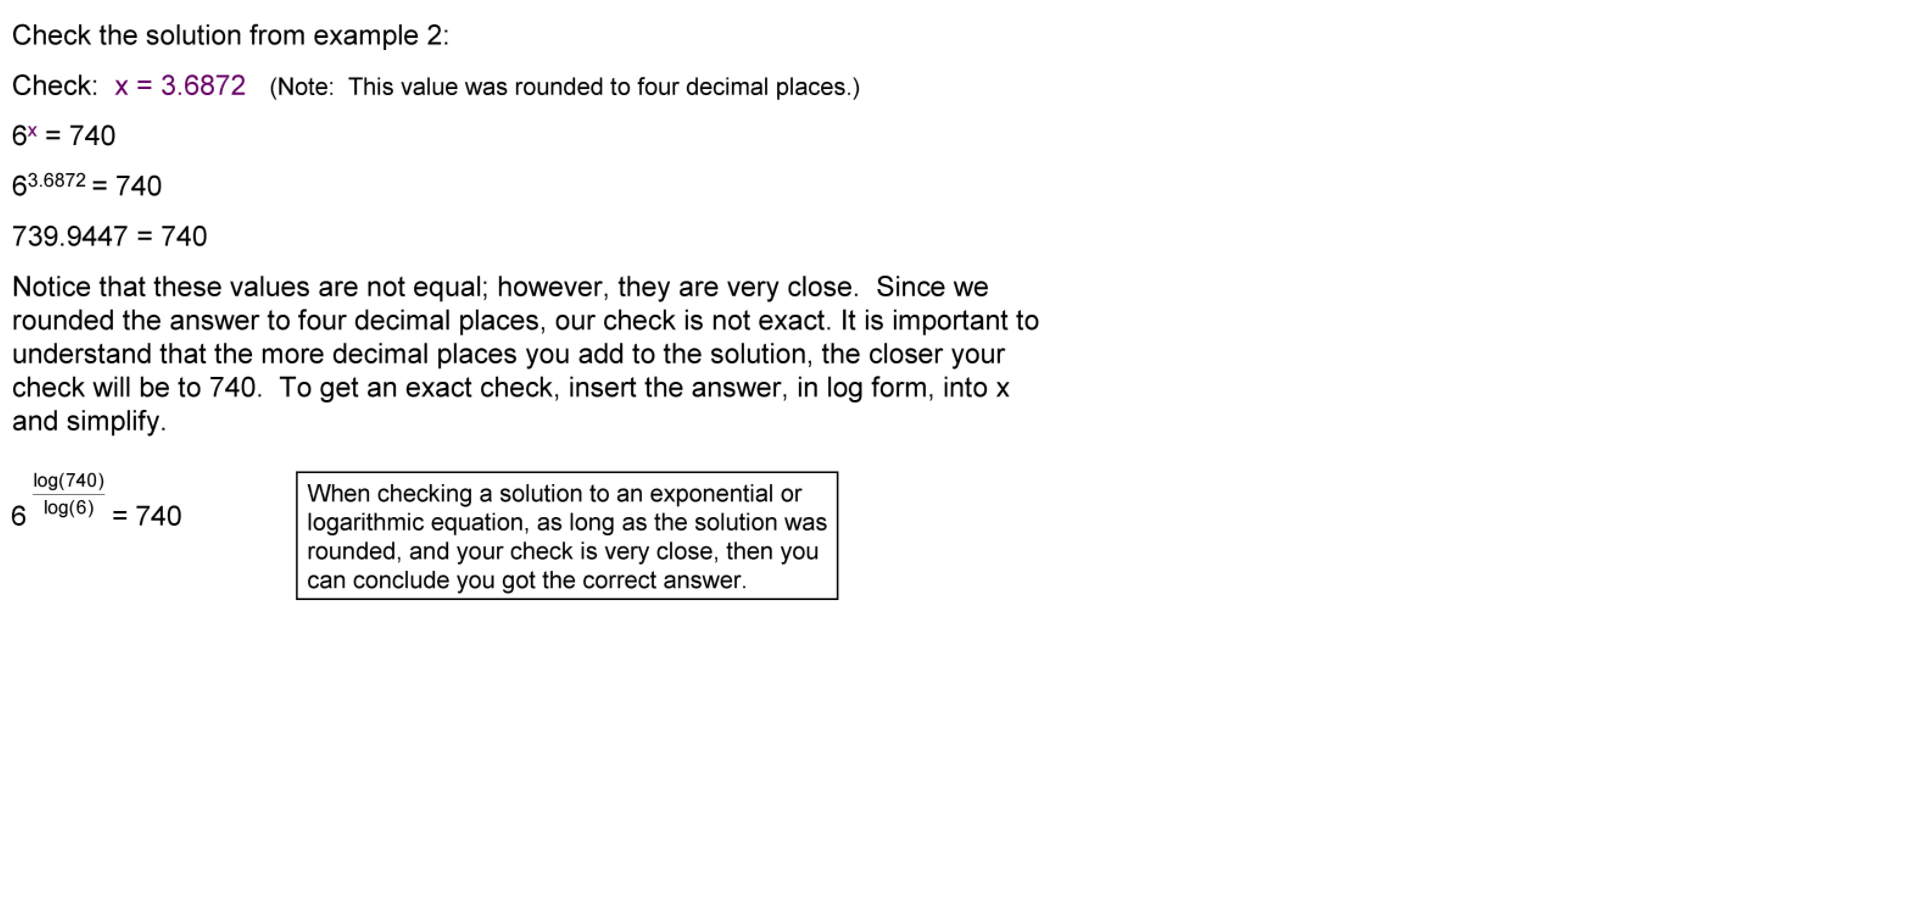 Check the solution from example 2:
Check:  x = 3.6872   (Note:  This value was rounded to four decimal places.)
6ˣ = 740
6³·⁶⁸⁷² = 740
739.9447 = 740
Notice that these values are not equal; however, they are very close.  Since we
rounded the answer to four decimal places, our check is not exact. It is important to
understand that the more decimal places you add to the solution, the closer your
check will be to 740.  To get an exact check, insert the answer, in log form, into x
and simplify.
log(740)
log(6)
6 = 740
When checking a solution to an exponential or
logarithmic equation, as long as the solution was
rounded, and your check is very close, then you
can conclude you got the correct answer.